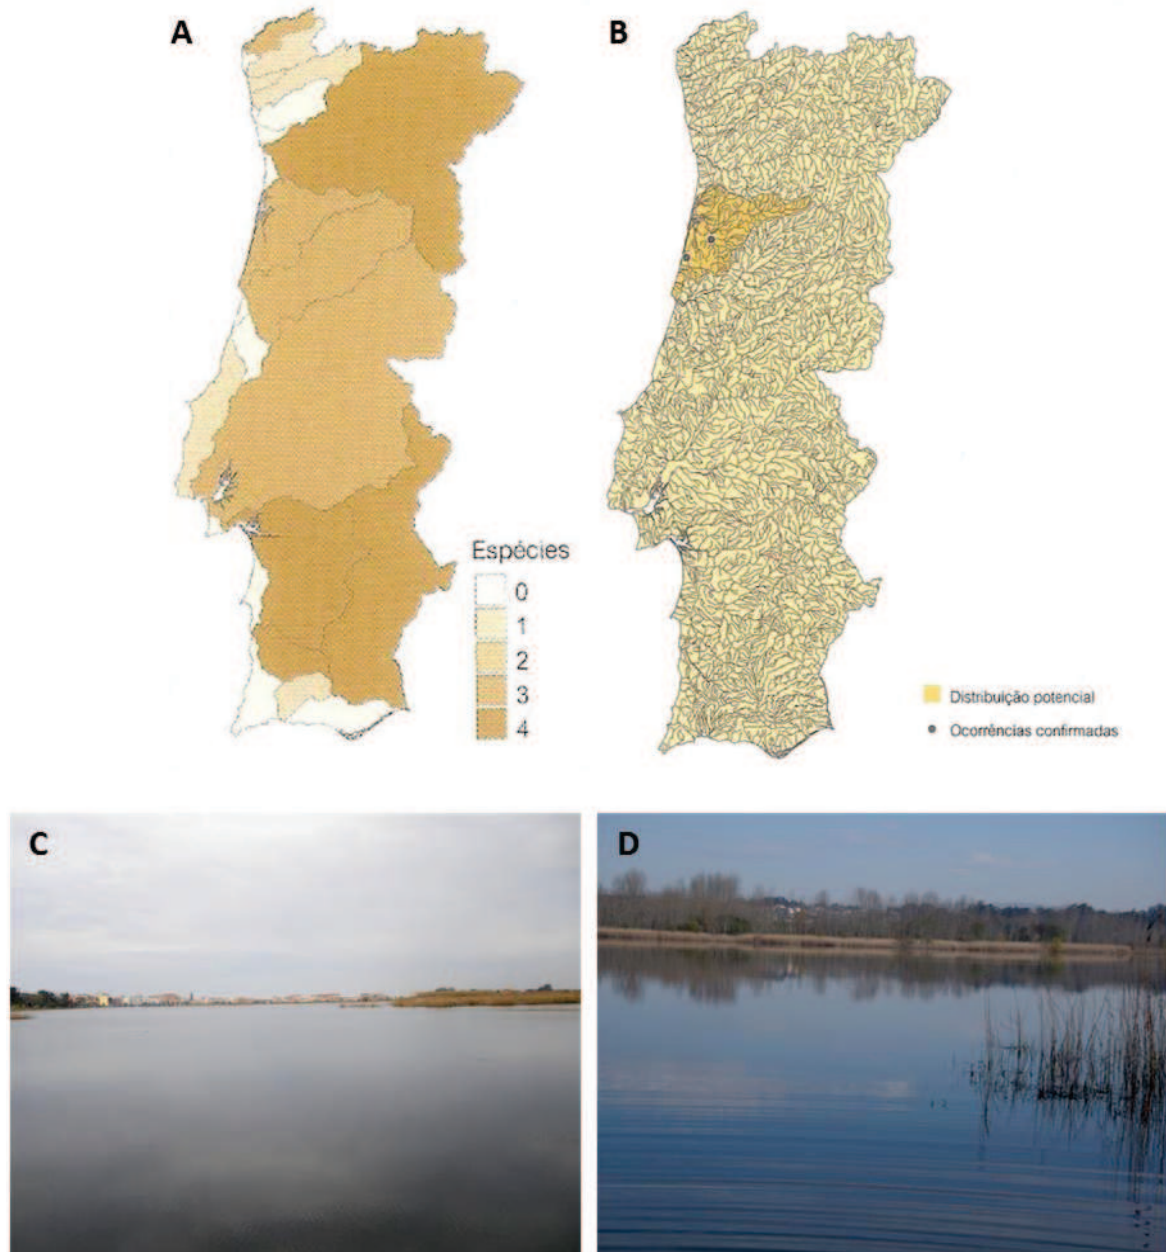 A
B
Espécies
0
1
2
3
4
Distribuição potencial
Ocorrências confirmadas
C
D